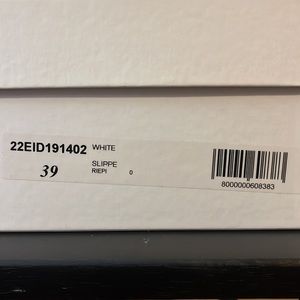 22EID191402 WHITE
39 SLIPPE
RIEPI 0
8000000608383